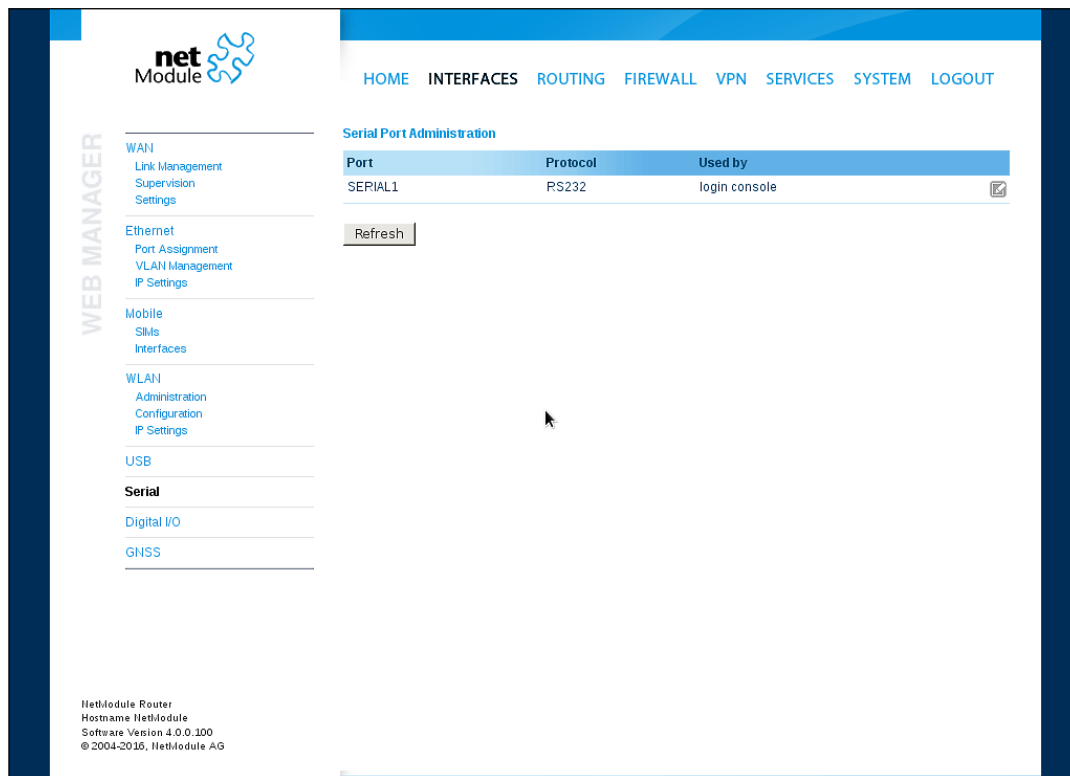 net
Module
HOME INTERFACES ROUTING FIREWALL VPN SERVICES SYSTEM LOGOUT
WEB MANAGER
WAN
Link Management
Supervision
Settings
Ethernet
Port Assignment
VLAN Management
IP Settings
Mobile
SIMs
Interfaces
WLAN
Administration
Configuration
IP Settings
USB
Serial
Digital I/O
GNSS
Serial Port Administration
Port Protocol Used by
SERIAL1 RS232 login console
Refresh
NetModule Router
Hostname NetModule
Software Version 4.0.0.100
© 2004-2016, NetModule AG